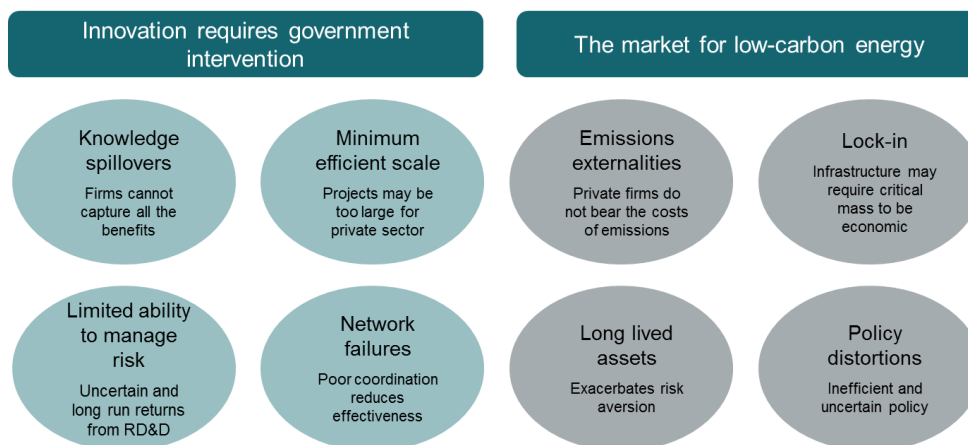 Innovation requires government
intervention
The market for low-carbon energy
Knowledge
spillovers
Firms cannot
capture all the
benefits
Minimum
efficient scale
Projects may be
too large for
private sector
Emissions
externalities
Private firms do
not bear the costs
of emissions
Lock-in
Infrastructure may
require critical
mass to be
economic
Limited ability
to manage
risk
Uncertain and
long run returns
from RD&D
Network
failures
Poor coordination
reduces
effectiveness
Long lived
assets
Exacerbates risk
aversion
Policy
distortions
Inefficient and
uncertain policy